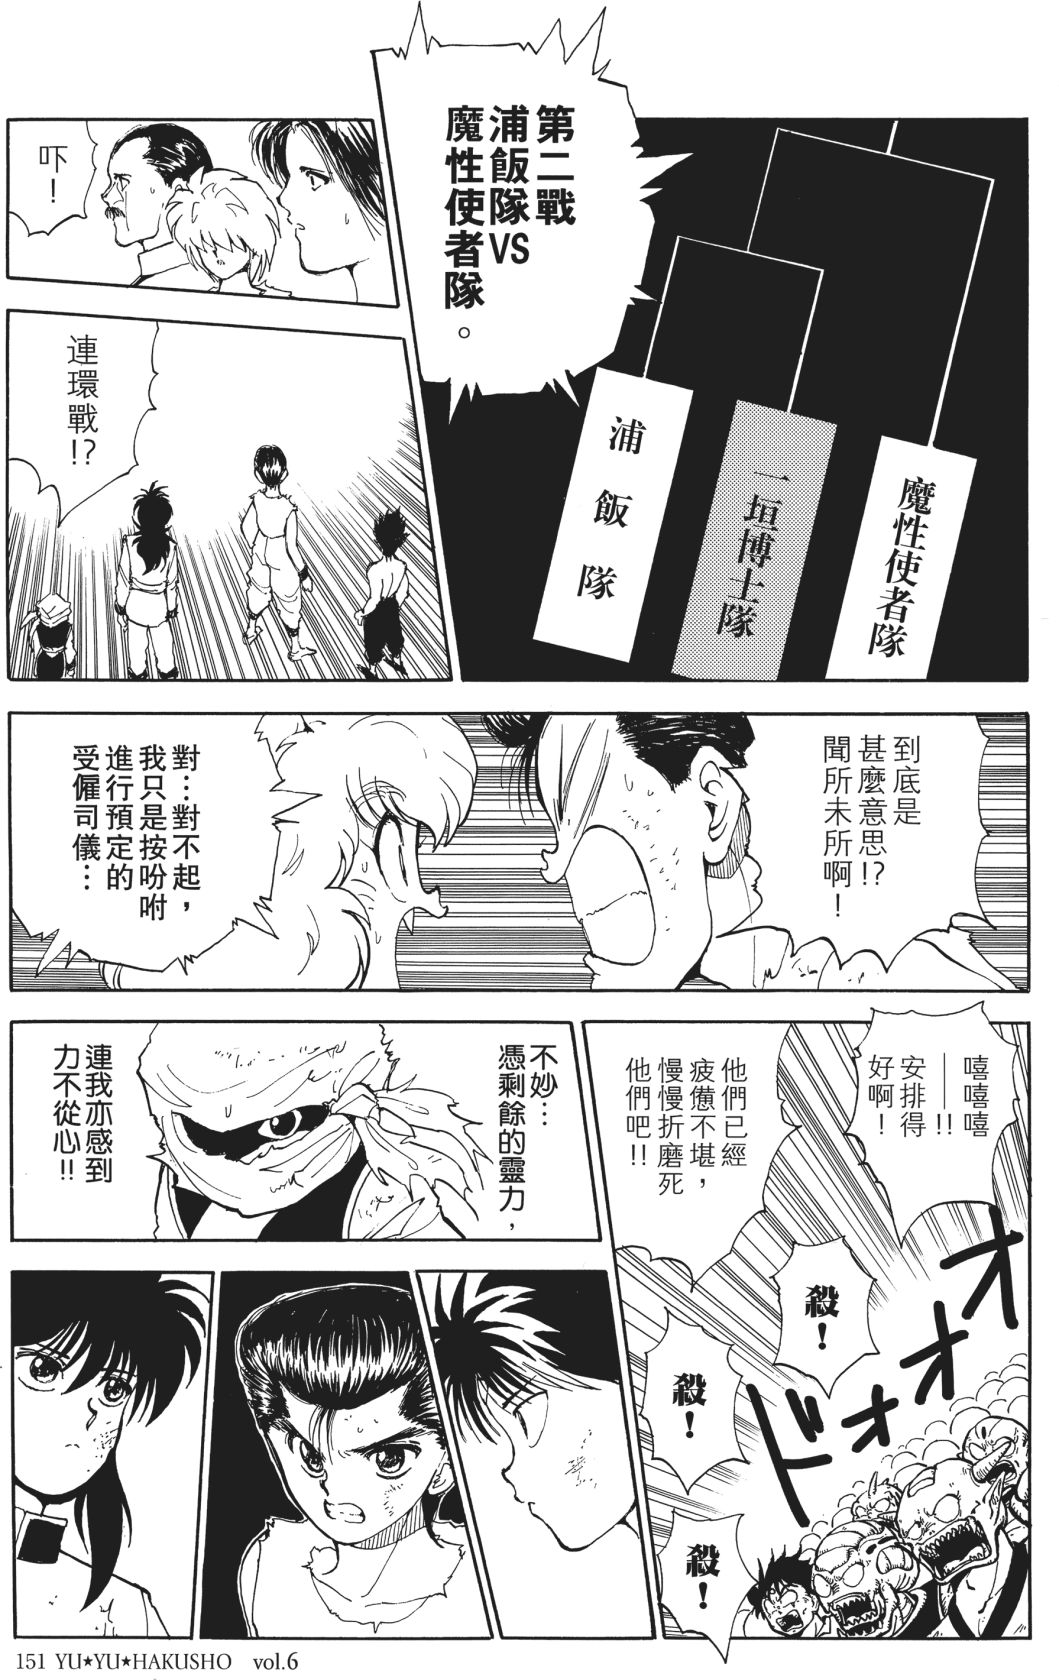 第二戰
浦飯隊VS
魔性使者隊。
魔性使者隊
一垣博士隊
浦飯隊
吓！
連環戰!?
到底是
甚麼意思!?
聞所未所啊！
對…對不起，
我只是按吩咐
進行預定的
受僱司儀…
嘻嘻嘻
——!!
安排得
好啊！
他們已經
疲憊不堪，
慢慢折磨死
他們吧!!
殺！
殺！
殺！
ドオオオ
不妙…
憑剩餘的靈力，
連我亦感到
力不從心!!
151 YU★YU★HAKUSHO vol.6